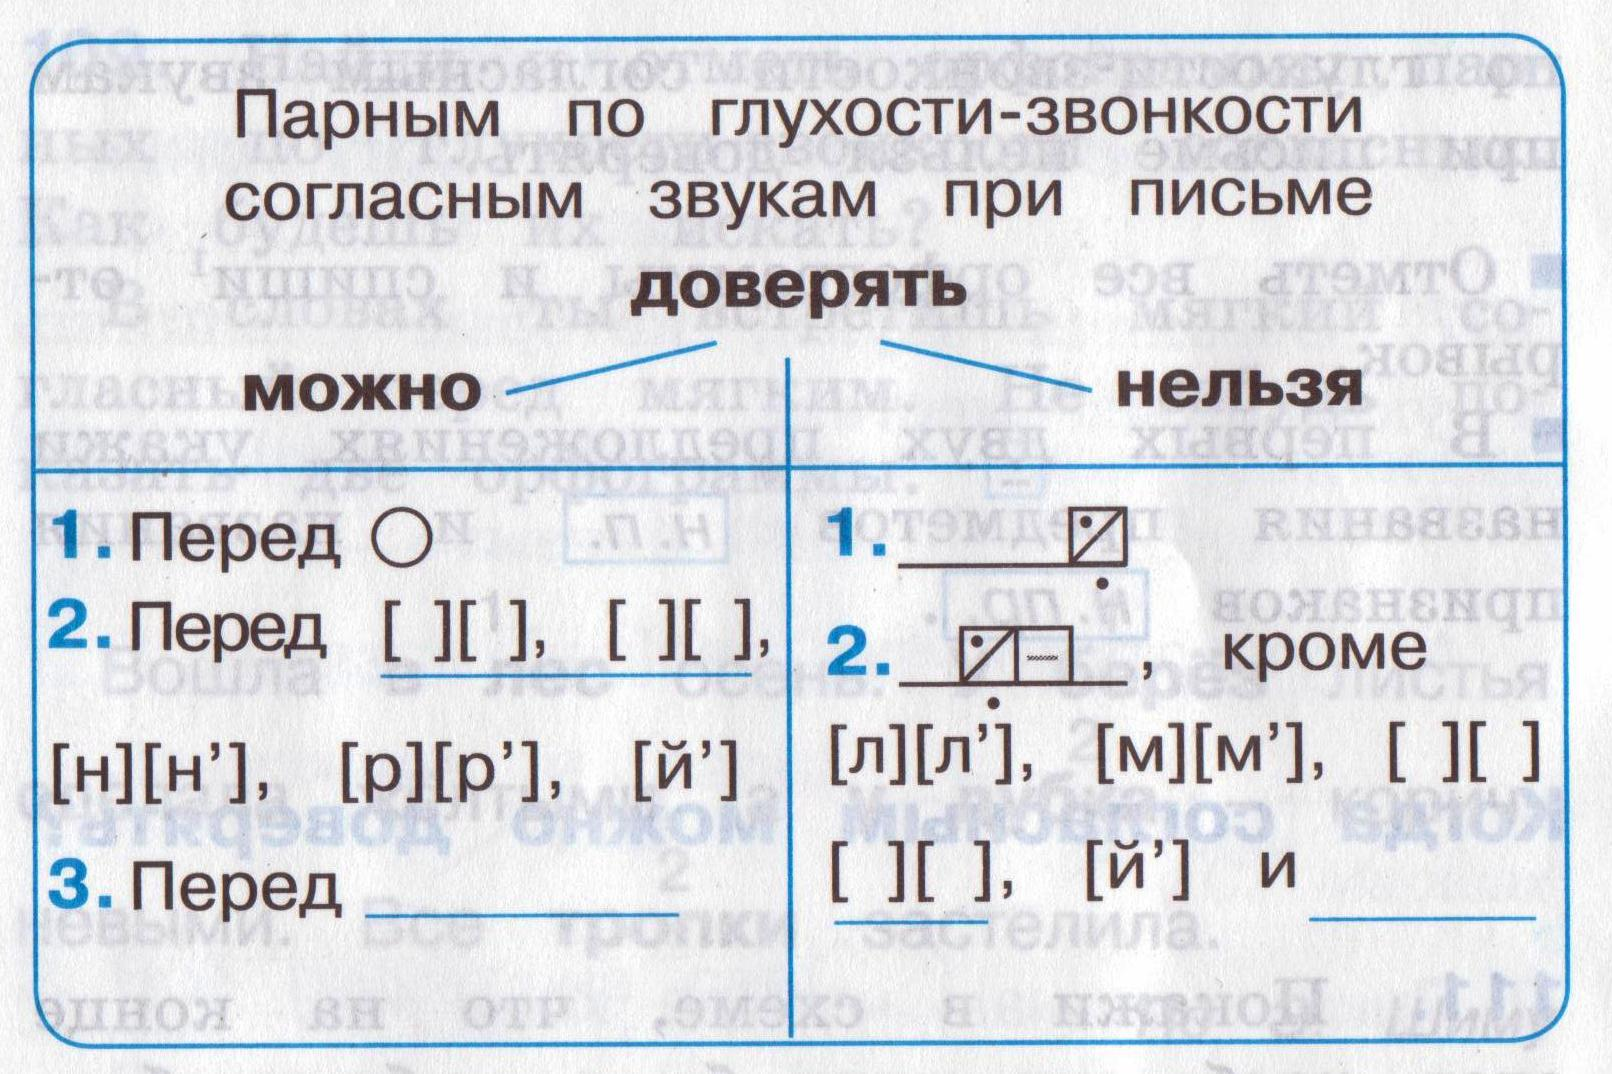 Парным по глухости-звонкости
согласным звукам при письме
доверять
можно
нельзя
1. Перед
2. Перед [ ][ ], [ ][ ],
[н][н’], [р][р’], [й’]
3. Перед
1.
2. , кроме
[л][л’], [м][м’], [ ][ ]
[ ][ ], [й’] и